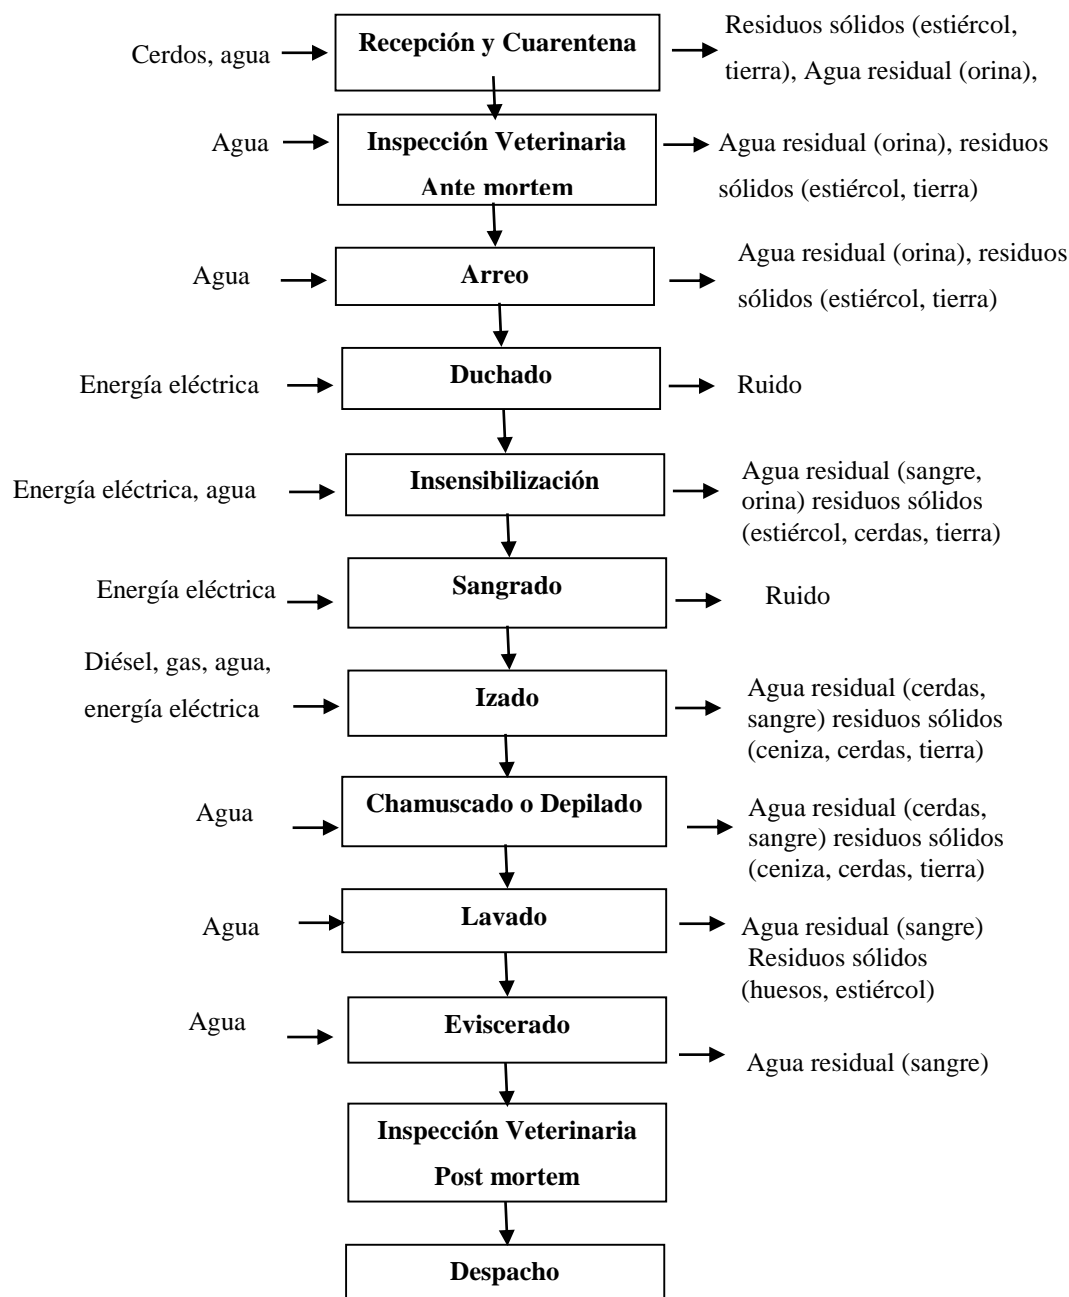 Cerdos, agua
Recepción y Cuarentena
Residuos sólidos (estiércol,
tierra), Agua residual (orina),
Agua
Inspección Veterinaria
Ante mortem
Agua residual (orina), residuos
sólidos (estiércol, tierra)
Agua
Arreo
Agua residual (orina), residuos
sólidos (estiércol, tierra)
Energía eléctrica
Duchado
Ruido
Energía eléctrica, agua
Insensibilización
Agua residual (sangre,
orina) residuos sólidos
(estiércol, cerdas, tierra)
Energía eléctrica
Sangrado
Ruido
Diésel, gas, agua,
energía eléctrica
Izado
Agua residual (cerdas,
sangre) residuos sólidos
(ceniza, cerdas, tierra)
Agua
Chamuscado o Depilado
Agua residual (cerdas,
sangre) residuos sólidos
(ceniza, cerdas, tierra)
Agua
Lavado
Agua residual (sangre)
Residuos sólidos
(huesos, estiércol)
Agua
Eviscerado
Agua residual (sangre)
Inspección Veterinaria
Post mortem
Despacho